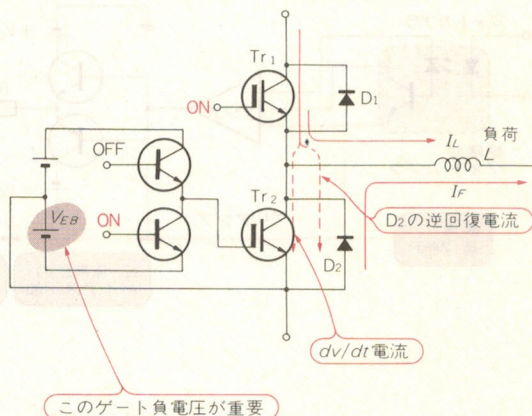 Tr1
ON
D1
IL
負荷
L
OFF
VEB
ON
Tr2
IF
D2の逆回復電流
D2
dv/dt電流
このゲート負電圧が重要